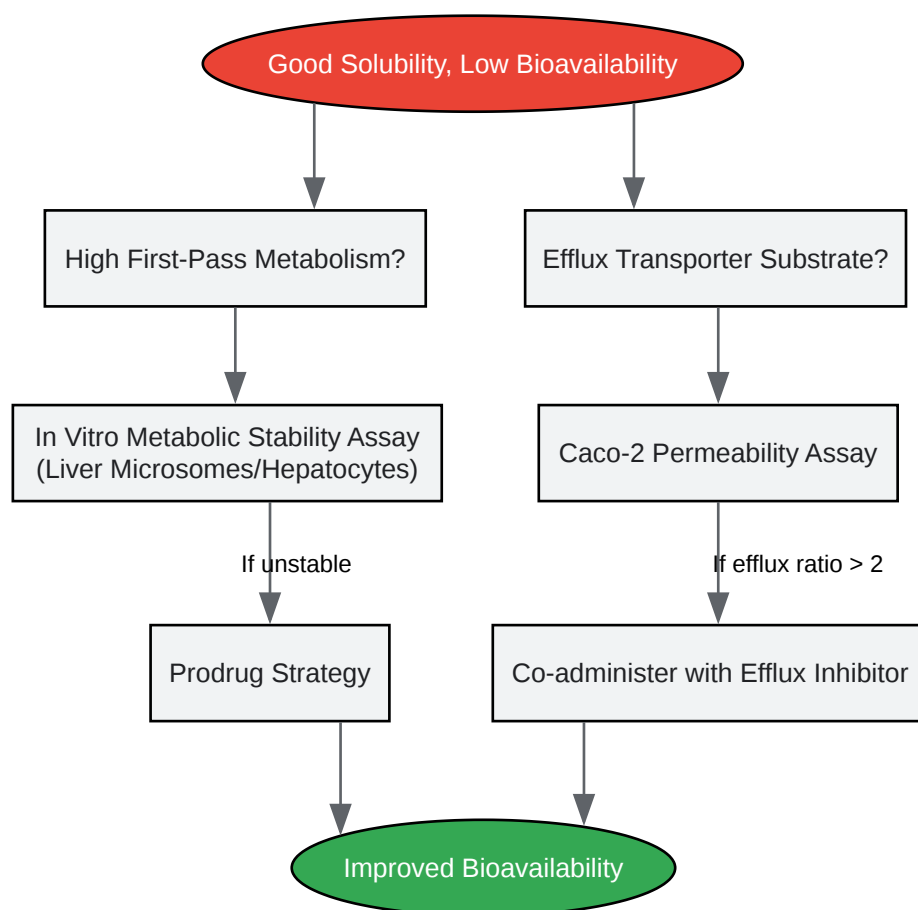 Good Solubility, Low Bioavailability
High First-Pass Metabolism?
Efflux Transporter Substrate?
In Vitro Metabolic Stability Assay
(Liver Microsomes/Hepatocytes)
Caco-2 Permeability Assay
If unstable
If efflux ratio > 2
Prodrug Strategy
Co-administer with Efflux Inhibitor
Improved Bioavailability